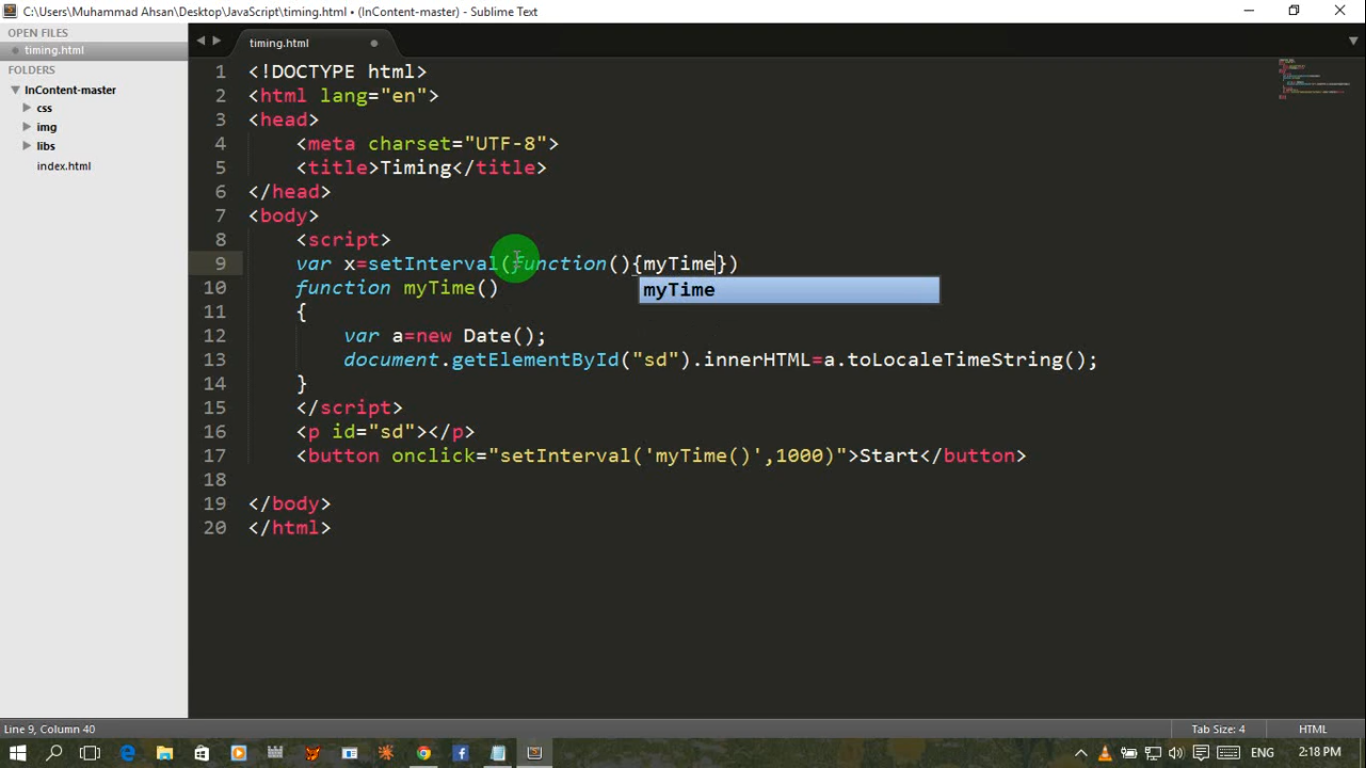 C:\Users\Muhammad Ahsan\Desktop\JavaScript\timing.html • (InContent-master) - Sublime Text
OPEN FILES
timing.html
FOLDERS
InContent-master
css
img
libs
index.html
timing.html
1 <!DOCTYPE html>
2 <html lang="en">
3 <head>
4 <meta charset="UTF-8">
5 <title>Timing</title>
6 </head>
7 <body>
8 <script>
9 var x=setInterval(function(){myTime})
myTime
10 function myTime()
11 {
12 var a=new Date();
13 document.getElementById("sd").innerHTML=a.toLocaleTimeString();
14 }
15 </script>
16 <p id="sd"></p>
17 <button onclick="setInterval('myTime()',1000)">Start</button>
18
19 </body>
20 </html>
Line 9, Column 40
Tab Size: 4
HTML
ENG
2:18 PM